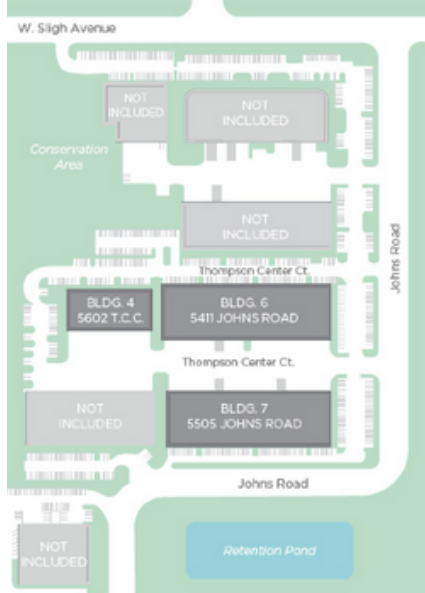 W. Sligh Avenue
NOT
INCLUDED
NOT
INCLUDED
Conservation
Area
NOT
INCLUDED
Johns Road
Thompson Center Ct.
BLDG. 4
5602 T.C.C.
BLDG. 6
5411 JOHNS ROAD
Thompson Center Ct.
NOT
INCLUDED
BLDG. 7
5505 JOHNS ROAD
Johns Road
NOT
INCLUDED
Retention Pond